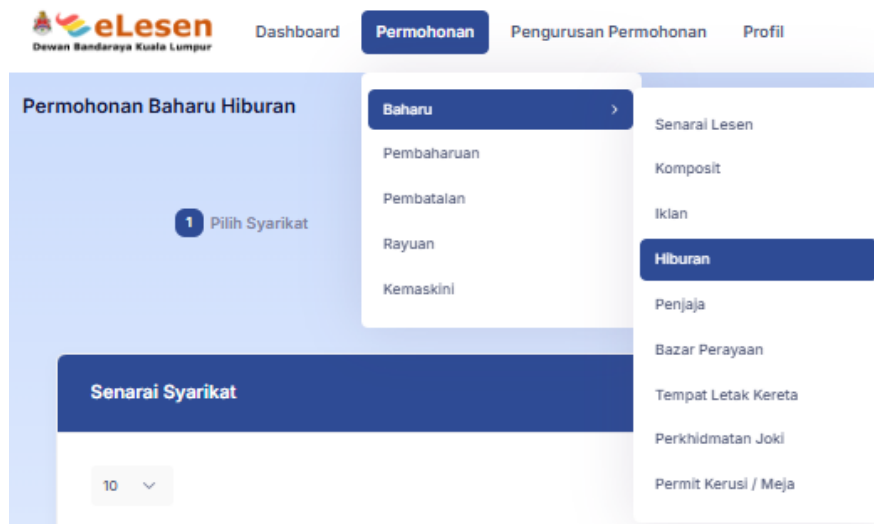 eLesen
Dewan Bandaraya Kuala Lumpur
Dashboard
Permohonan
Pengurusan Permohonan
Profil
Permohonan Baharu Hiburan
Baharu
Pembaharuan
Pembatalan
Rayuan
Kemaskini
Senarai Lesen
Komposit
Iklan
Hiburan
Penjaja
Bazar Perayaan
Tempat Letak Kereta
Perkhidmatan Joki
Permit Kerusi / Meja
1 Pilih Syarikat
Senarai Syarikat
10